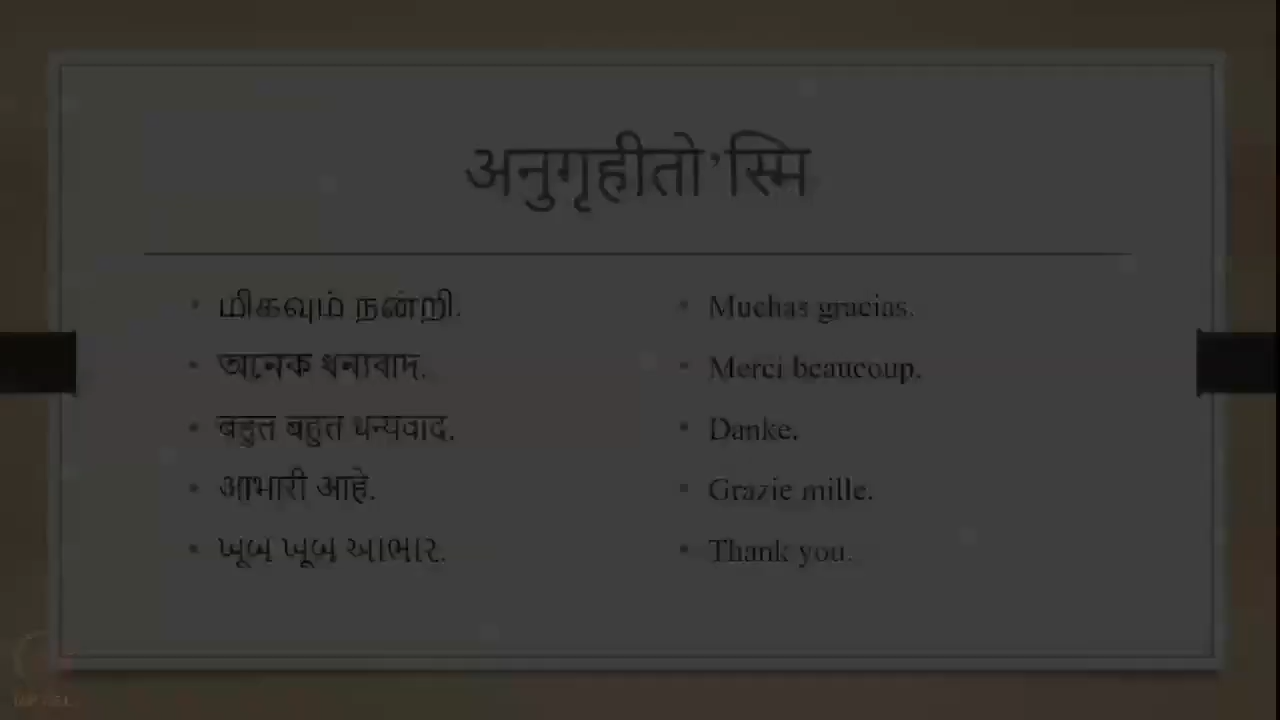 अनुगृहीतो’स्मि
மிகவும் நன்றி.
অনেক ধন্যবাদ.
बहुत बहुत धन्यवाद.
आभारी आहे.
ખૂબ ખૂબ આભાર.
Muchas gracias.
Merci beaucoup.
Danke.
Grazie mille.
Thank you.